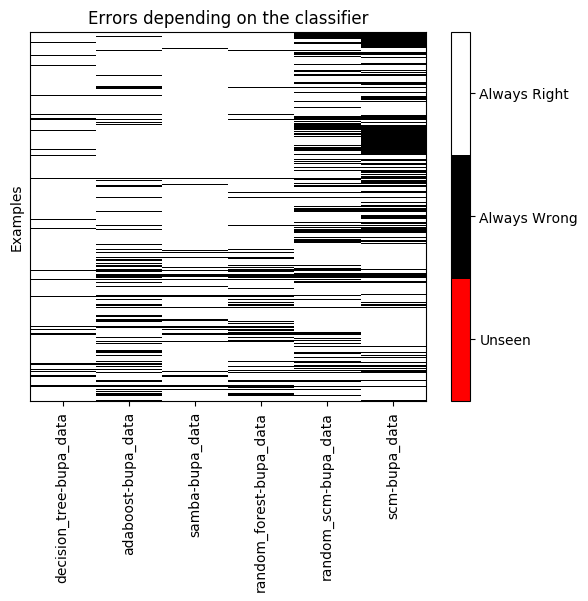 Errors depending on the classifier
Examples
decision_tree-bupa_data
adaboost-bupa_data
samba-bupa_data
random_forest-bupa_data
random_scm-bupa_data
scm-bupa_data
Always Right
Always Wrong
Unseen